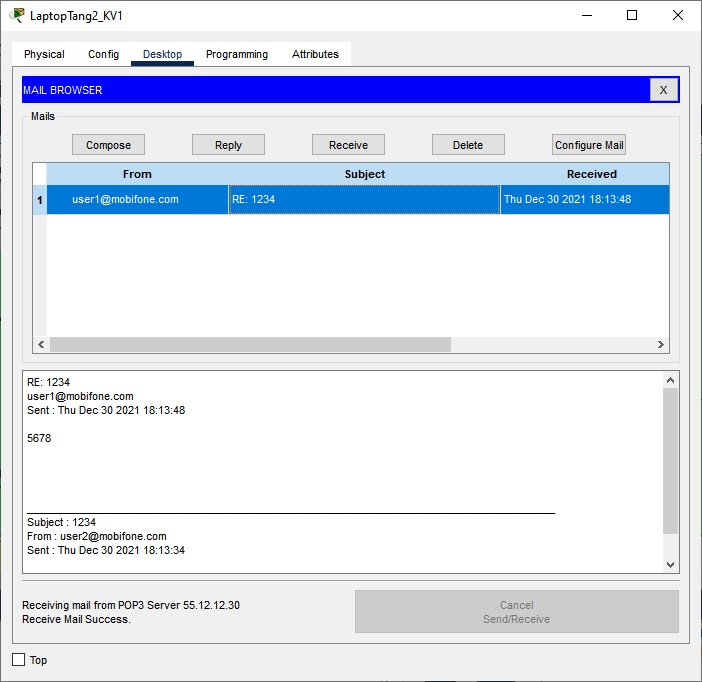 LaptopTang2_KV1
Physical Config Desktop Programming Attributes
MAIL BROWSER X
Mails
Compose Reply Receive Delete Configure Mail
From Subject Received
1 user1@mobifone.com RE: 1234 Thu Dec 30 2021 18:13:48
RE: 1234
user1@mobifone.com
Sent : Thu Dec 30 2021 18:13:48
5678
Subject : 1234
From : user2@mobifone.com
Sent : Thu Dec 30 2021 18:13:34
Receiving mail from POP3 Server 55.12.12.30
Receive Mail Success.
Cancel
Send/Receive
Top